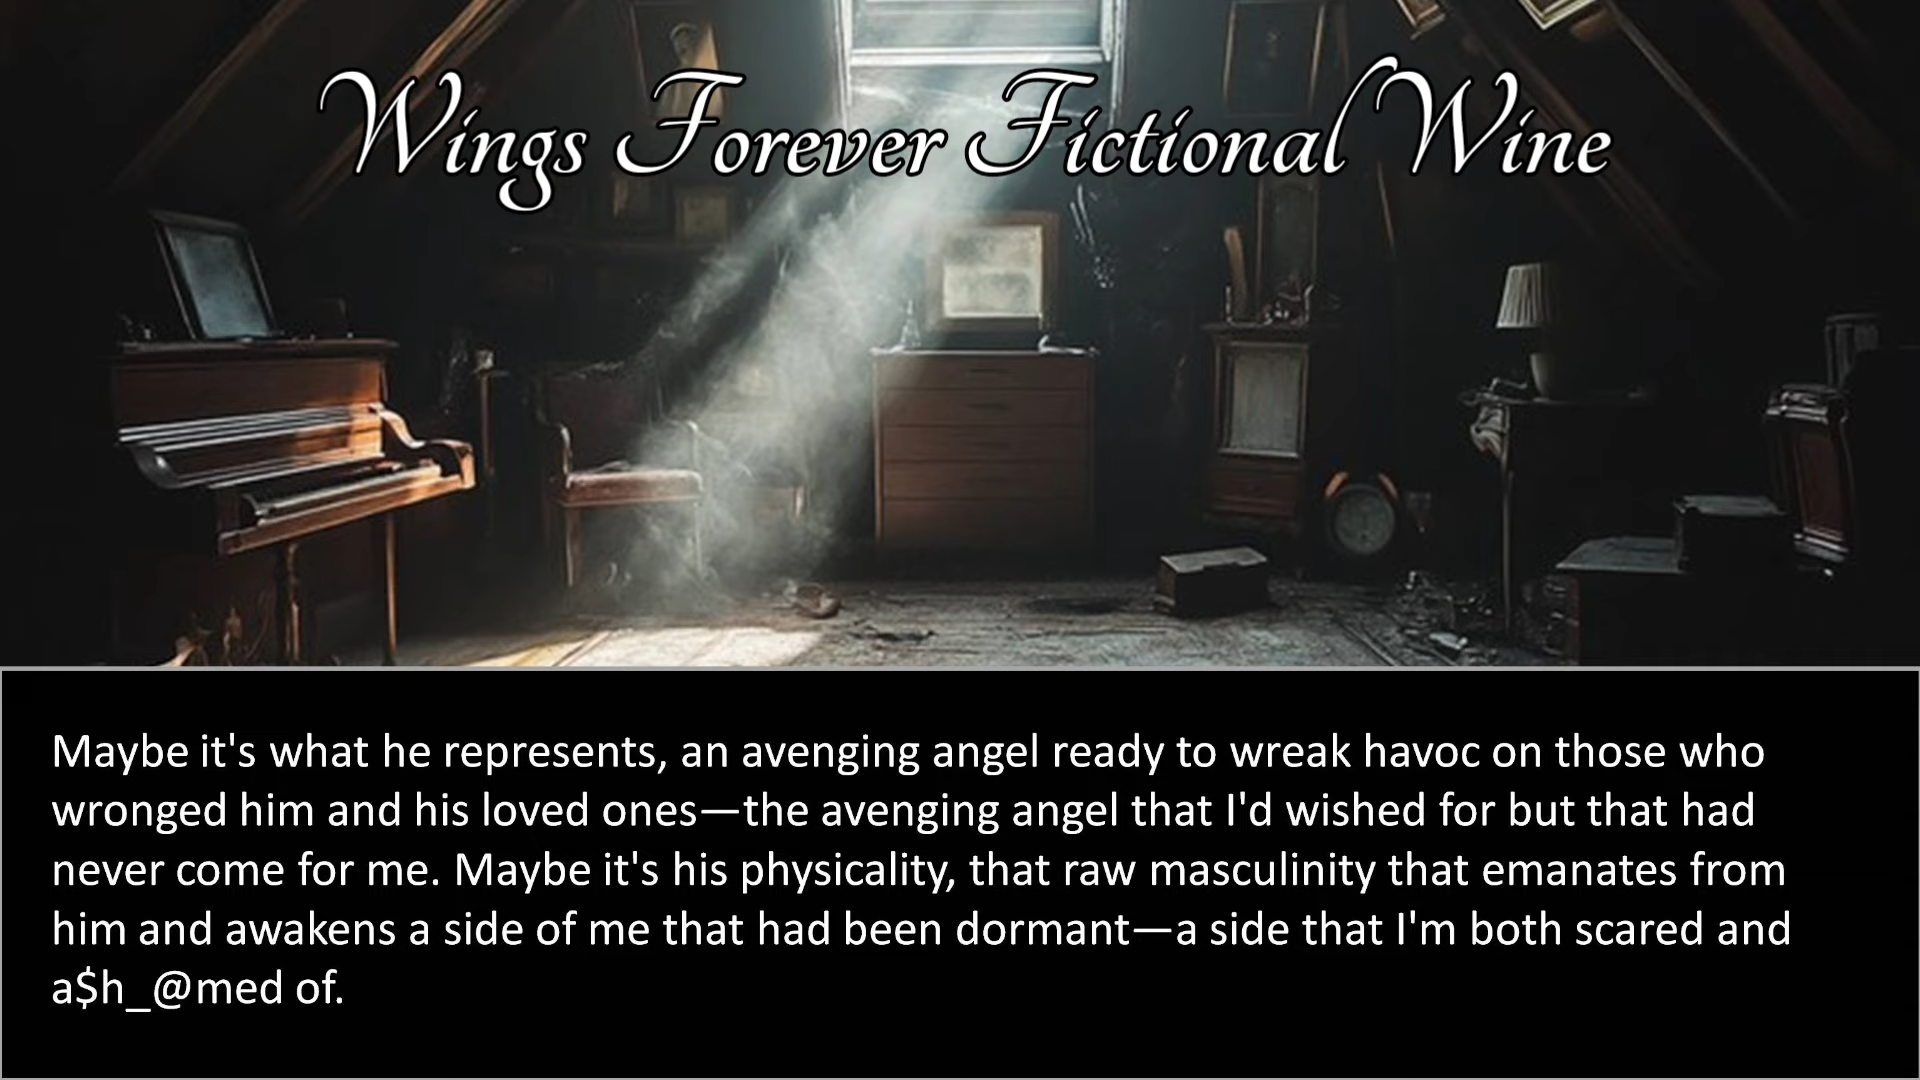 Wings Forever Fictional Wine
Maybe it's what he represents, an avenging angel ready to wreak havoc on those who
wronged him and his loved ones—the avenging angel that I'd wished for but that had
never come for me. Maybe it's his physicality, that raw masculinity that emanates from
him and awakens a side of me that had been dormant—a side that I'm both scared and
a$h_@med of.